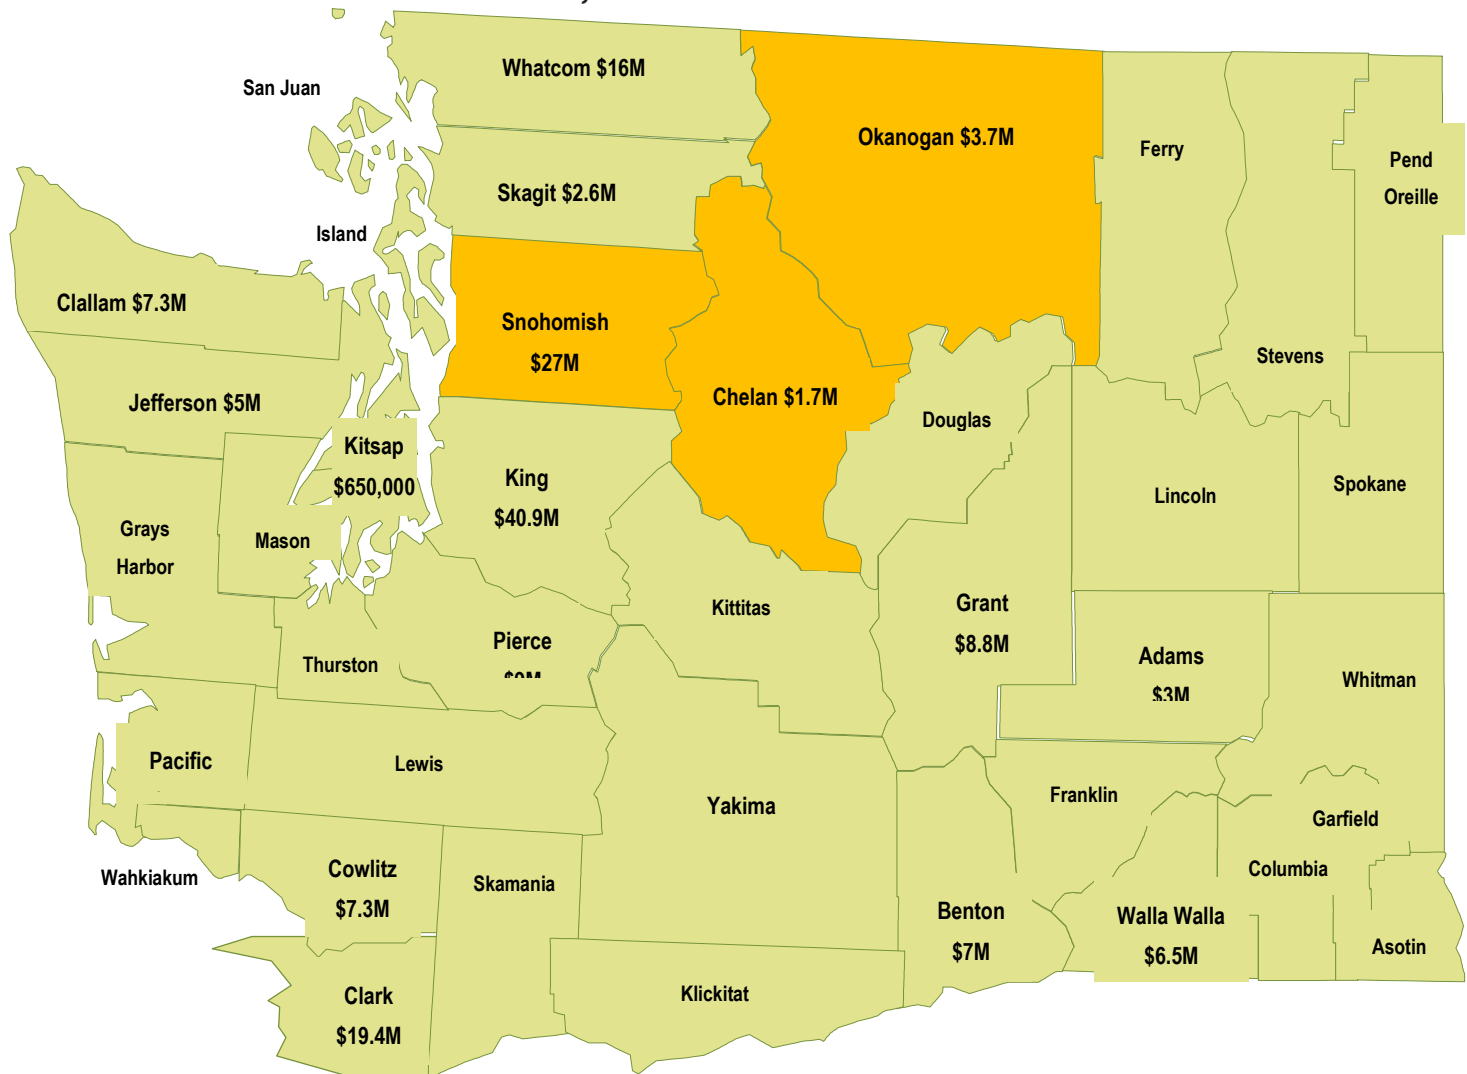 Whatcom $16M
San Juan
Okanogan $3.7M
Ferry
Pend
Oreille
Skagit $2.6M
Island
Clallam $7.3M
Snohomish
$27M
Stevens
Jefferson $5M
Chelan $1.7M
Douglas
Kitsap
$650,000
King
$40.9M
Lincoln
Spokane
Grays
Harbor
Mason
Kittitas
Grant
$8.8M
Pierce
Thurston
Adams
$3M
Whitman
Pacific
Lewis
Yakima
Franklin
Garfield
Wahkiakum
Cowlitz
$7.3M
Skamania
Columbia
Benton
$7M
Walla Walla
$6.5M
Asotin
Clark
$19.4M
Klickitat